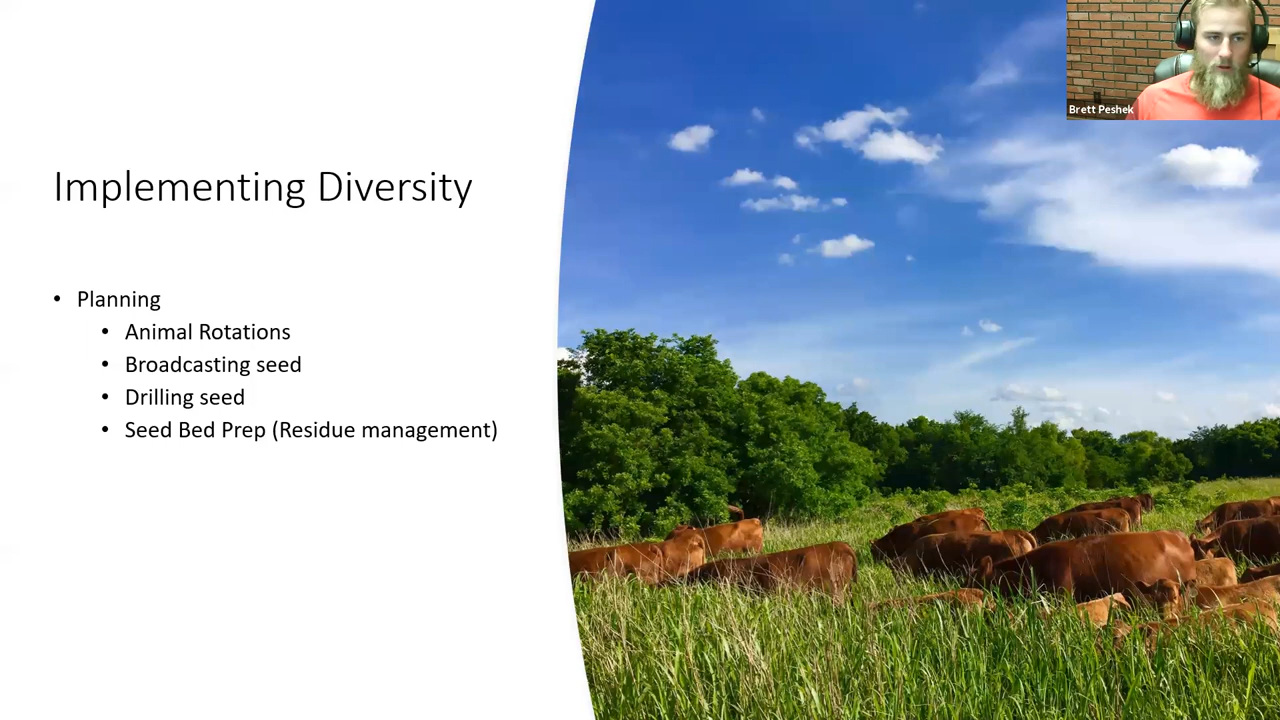 Brett Peshek
Implementing Diversity
• Planning
• Animal Rotations
• Broadcasting seed
• Drilling seed
• Seed Bed Prep (Residue management)